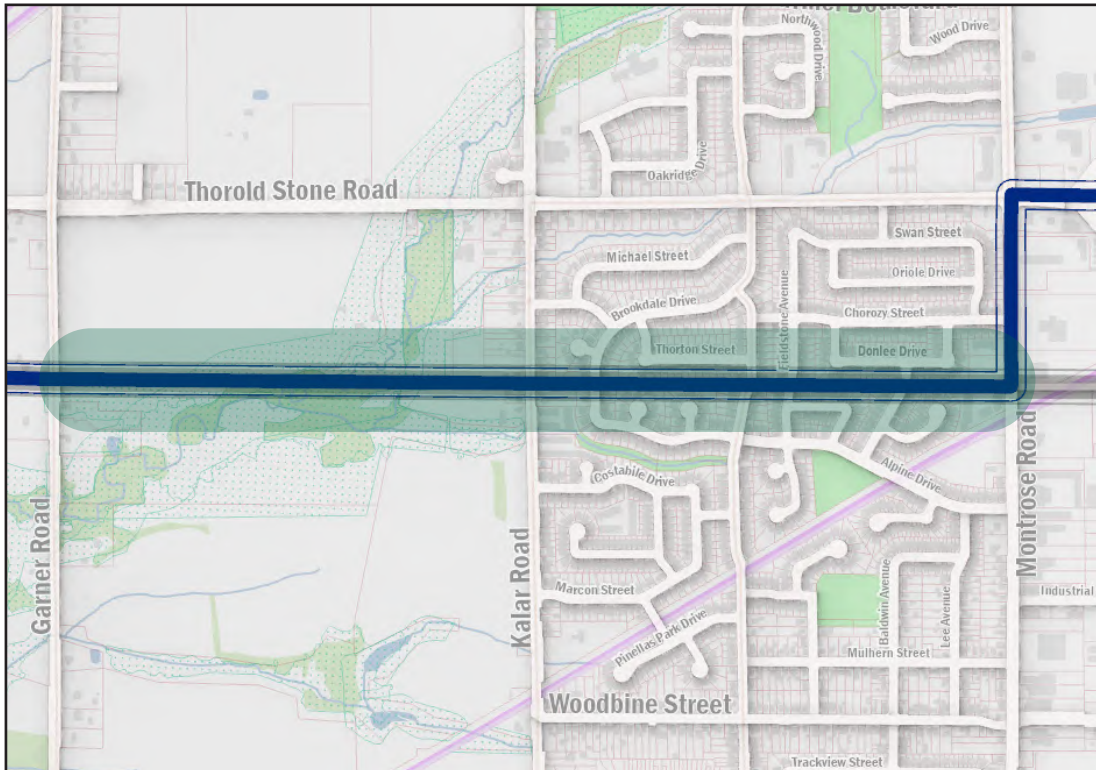 Northwood Drive
Wood Drive
Oakridge Drive
Thorold Stone Road
Swan Street
Michael Street
Oriole Drive
Brookdale Drive
Fieldstone Avenue
Chorozy Street
Thorton Street
Donlee Drive
Alpine Drive
Costabile Drive
Garner Road
Kalar Road
Montrose Road
Marcon Street
Baldwin Avenue
Lee Avenue
Industrial
Pinellas Park Drive
Mulhern Street
Woodbine Street
Trackview Street